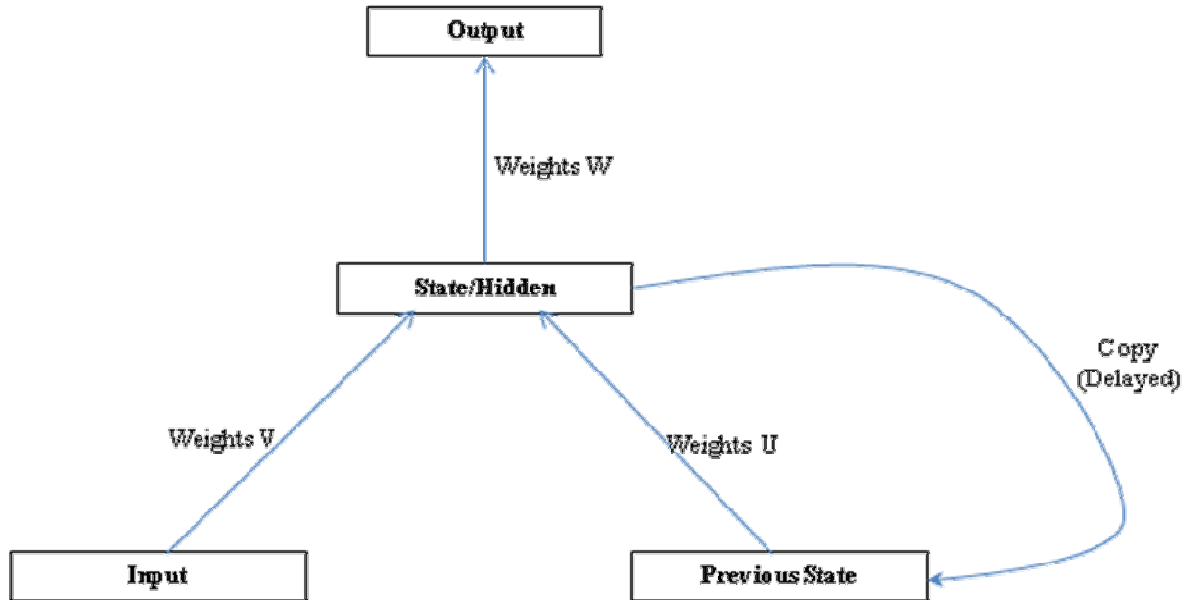 Output
Weights W
State/Hidden
Copy
(Delayed)
Weights V
Weights U
Input
Previous State